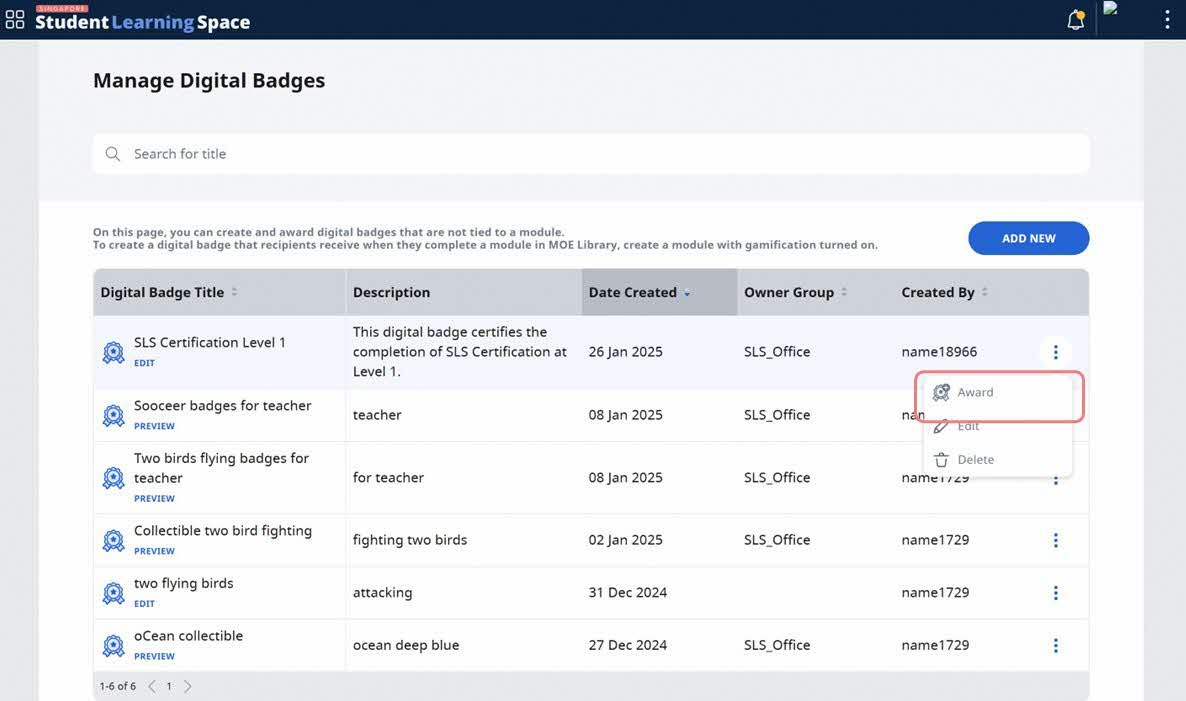 SINGAPORE
Student Learning Space
Manage Digital Badges
Search for title
On this page, you can create and award digital badges that are not tied to a module.
To create a digital badge that recipients receive when they complete a module in MOE Library, create a module with gamification turned on.
ADD NEW
Digital Badge Title Description Date Created Owner Group Created By
SLS Certification Level 1
EDIT
This digital badge certifies the
completion of SLS Certification at
Level 1.
26 Jan 2025 SLS_Office name18966
Award
Edit
Delete
Sooceer badges for teacher
PREVIEW
teacher 08 Jan 2025 SLS_Office
Two birds flying badges for
teacher
PREVIEW
for teacher 08 Jan 2025 SLS_Office name1729
Collectible two bird fighting
PREVIEW
fighting two birds 02 Jan 2025 SLS_Office name1729
two flying birds
EDIT
attacking 31 Dec 2024 name1729
oCean collectible
PREVIEW
ocean deep blue 27 Dec 2024 SLS_Office name1729
1-6 of 6 1